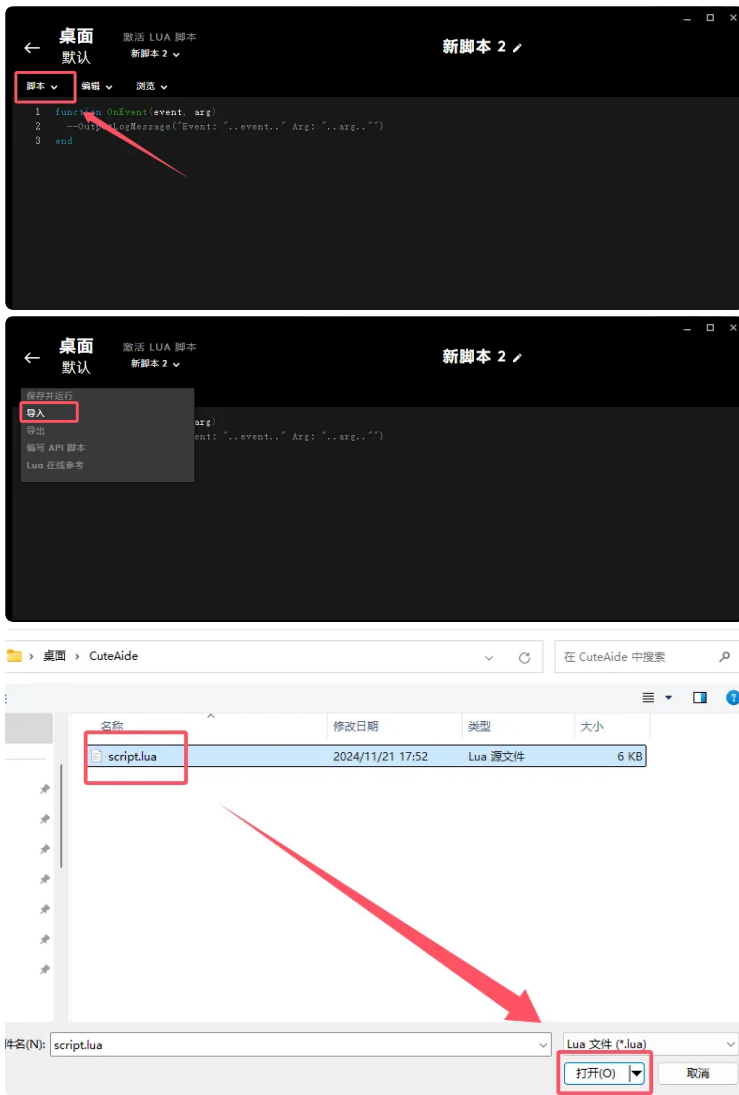 桌面
默认
激活 LUA 脚本
新脚本 2
新脚本 2
脚本
编辑
浏览
1 function OnEvent(event, arg)
2 --OutputLogMessage("Event: "..event.." Arg: "..arg.."")
3 end
桌面
默认
激活 LUA 脚本
新脚本 2
新脚本 2
保存并运行
导入
导出
编写 API 脚本
Lua 在线参考
arg)
ent: "..event.." Arg: "..arg.."")
桌面 > CuteAide
在 CuteAide 中搜索
名称 修改日期 类型 大小
script.lua 2024/11/21 17:52 Lua 源文件 6 KB
件名(N): script.lua
Lua 文件 (*.lua)
打开(O)
取消